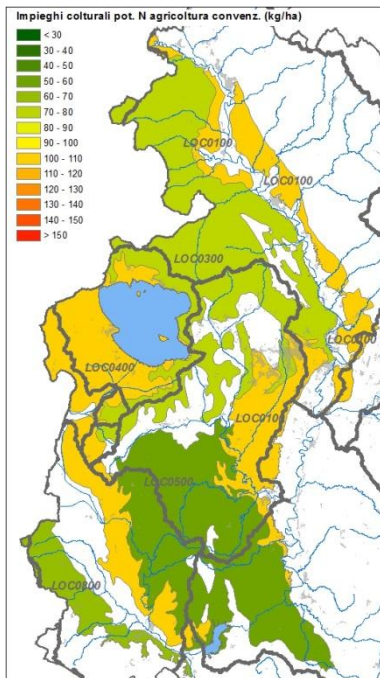 Impieghi colturali pot. N agricoltura convenz. (kg/ha)
< 30
30 - 40
40 - 50
50 - 60
60 - 70
70 - 80
80 - 90
90 - 100
100 - 110
110 - 120
120 - 130
130 - 140
140 - 150
> 150
LOC0100
LOC0100
LOC0300
LOC0400
LOC0100
LOC0500